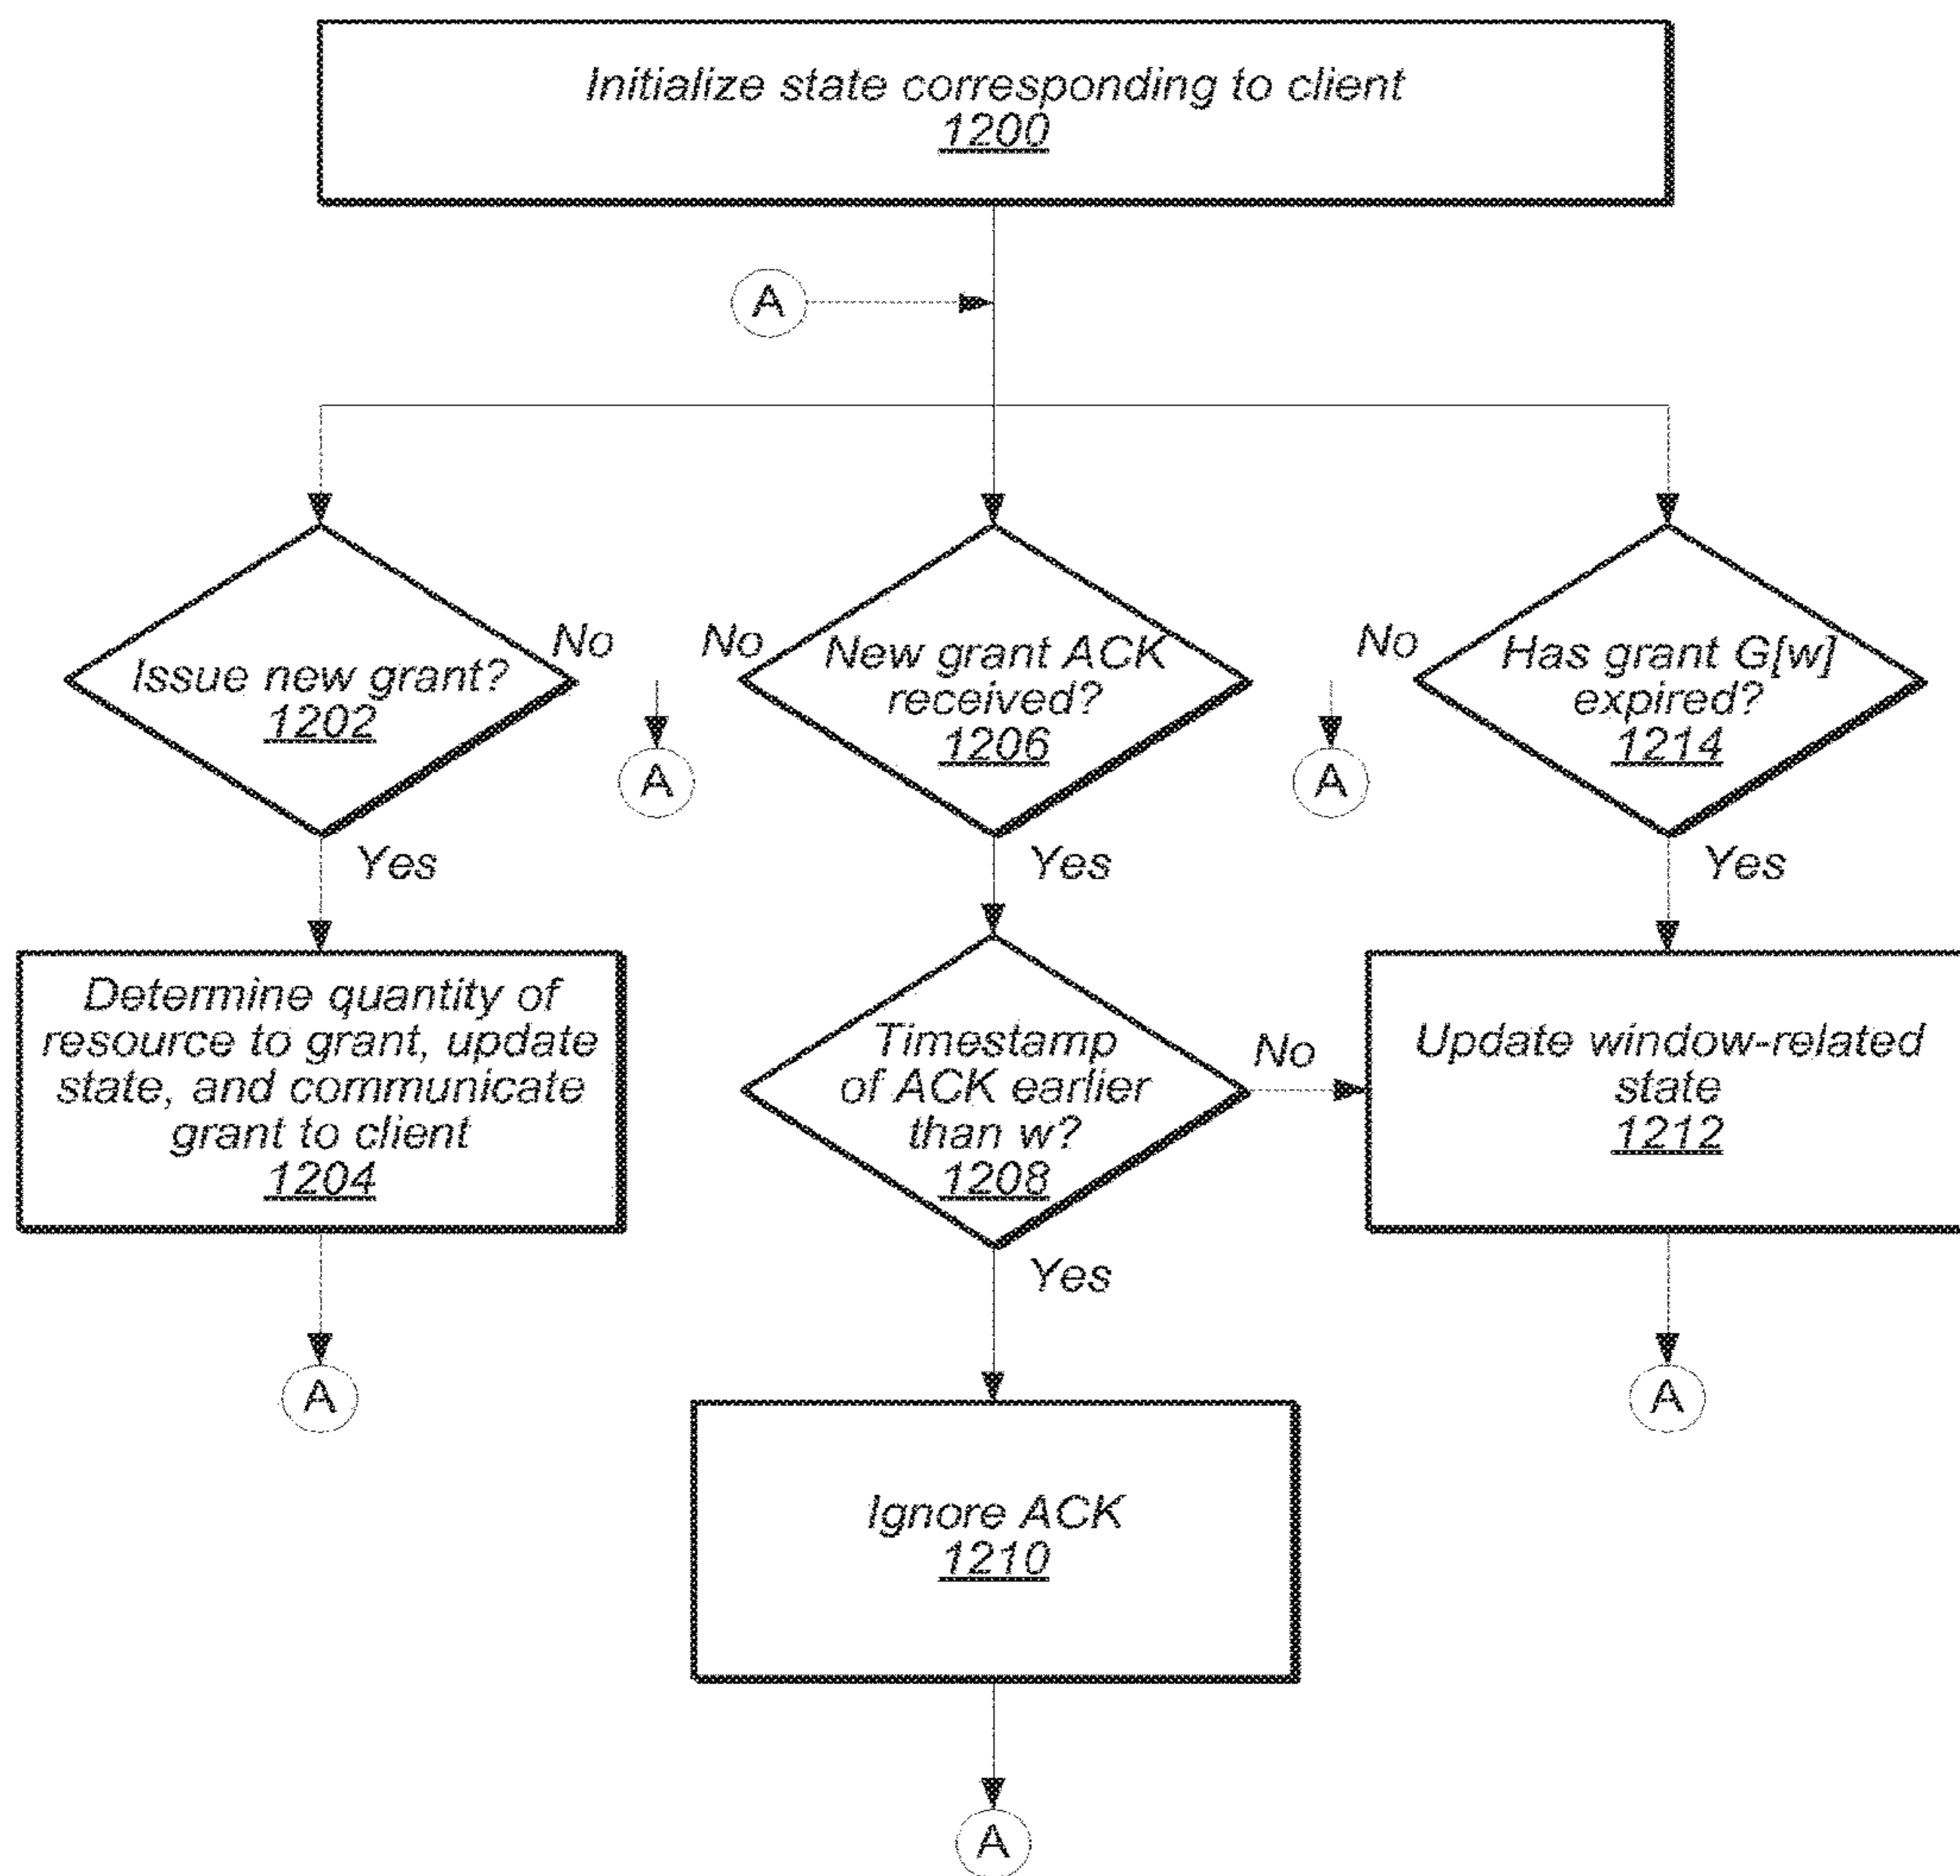 Initialize state corresponding to client
1200
A
Issue new grant?
1202
No
A
No
New grant ACK
received?
1206
A
No
Has grant G[w]
expired?
1214
Yes
Yes
Yes
Determine quantity of
resource to grant, update
state, and communicate
grant to client
1204
Timestamp
of ACK earlier
than w?
1208
No
Update window-related
state
1212
Yes
A
A
Ignore ACK
1210
A